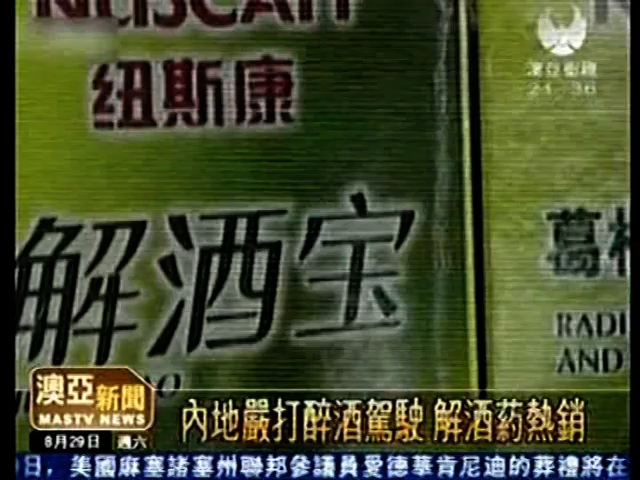 纽斯康
澳亞衛視
21:36
解酒宝
葛根
RADI
AND
澳亞新聞
MASTV NEWS
內地嚴打醉酒駕駛 解酒葯熱銷
8月29日 週六
日，美國麻塞諸塞州聯邦參議員愛德華肯尼迪的葬禮將在